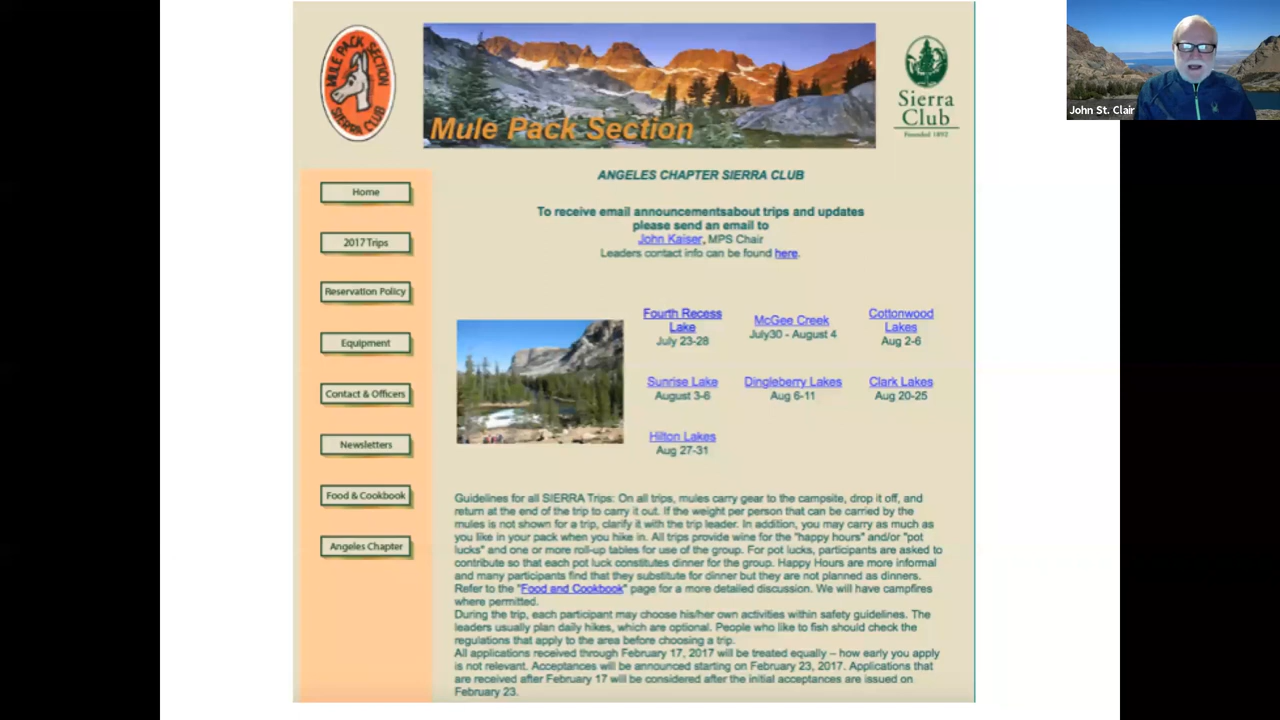 MULE PACK SECTION
SIERRA CLUB
Mule Pack Section
Sierra
Club
Founded 1892
John St. Clair
ANGELES CHAPTER SIERRA CLUB
To receive email announcementsabout trips and updates
please send an email to
John Kaiser, MPS Chair
Leaders contact info can be found here.
Home
2017 Trips
Reservation Policy
Equipment
Contact & Officers
Newsletters
Food & Cookbook
Angeles Chapter
Fourth Recess
Lake
July 23-28
McGee Creek
July30 - August 4
Cottonwood
Lakes
Aug 2-6
Sunrise Lake
August 3-6
Dingleberry Lakes
Aug 6-11
Clark Lakes
Aug 20-25
Hilton Lakes
Aug 27-31
Guidelines for all SIERRA Trips: On all trips, mules carry gear to the campsite, drop it off, and
return at the end of the trip to carry it out. If the weight per person that can be carried by the
mules is not shown for a trip, clarify it with the trip leader. In addition, you may carry as much as
you like in your pack when you hike in. All trips provide wine for the "happy hours" and/or "pot
lucks" and one or more roll-up tables for use of the group. For pot lucks, participants are asked to
contribute so that each pot luck constitutes dinner for the group. Happy Hours are more informal
and many participants find that they substitute for dinner but they are not planned as dinners.
Refer to the "Food and Cookbook" page for a more detailed discussion. We will have campfires
where permitted.
During the trip, each participant may choose his/her own activities within safety guidelines. The
leaders usually plan daily hikes, which are optional. People who like to fish should check the
regulations that apply to the area before choosing a trip.
All applications received through February 17, 2017 will be treated equally – how early you apply
is not relevant. Acceptances will be announced starting on February 23, 2017. Applications that
are received after February 17 will be considered after the initial acceptances are issued on
February 23.